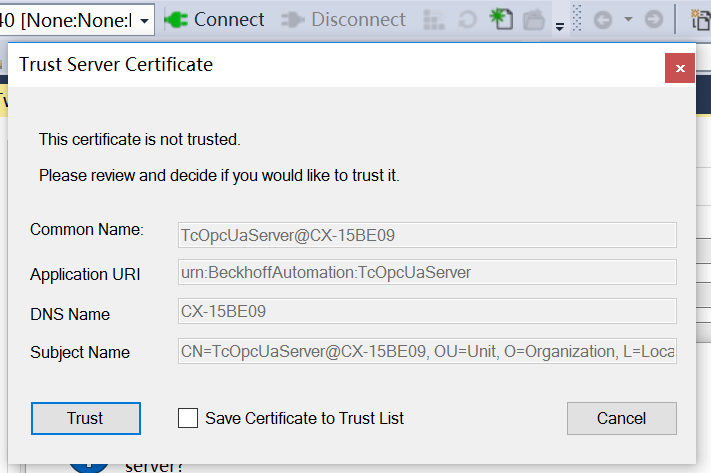 40 [None:None:
Connect
Disconnect
Trust Server Certificate
This certificate is not trusted.
Please review and decide if you would like to trust it.
Common Name:
TcOpcUaServer@CX-15BE09
Application URI
urn:BeckhoffAutomation:TcOpcUaServer
DNS Name
CX-15BE09
Subject Name
CN=TcOpcUaServer@CX-15BE09, OU=Unit, O=Organization, L=Loca
Trust
Save Certificate to Trust List
Cancel
server?